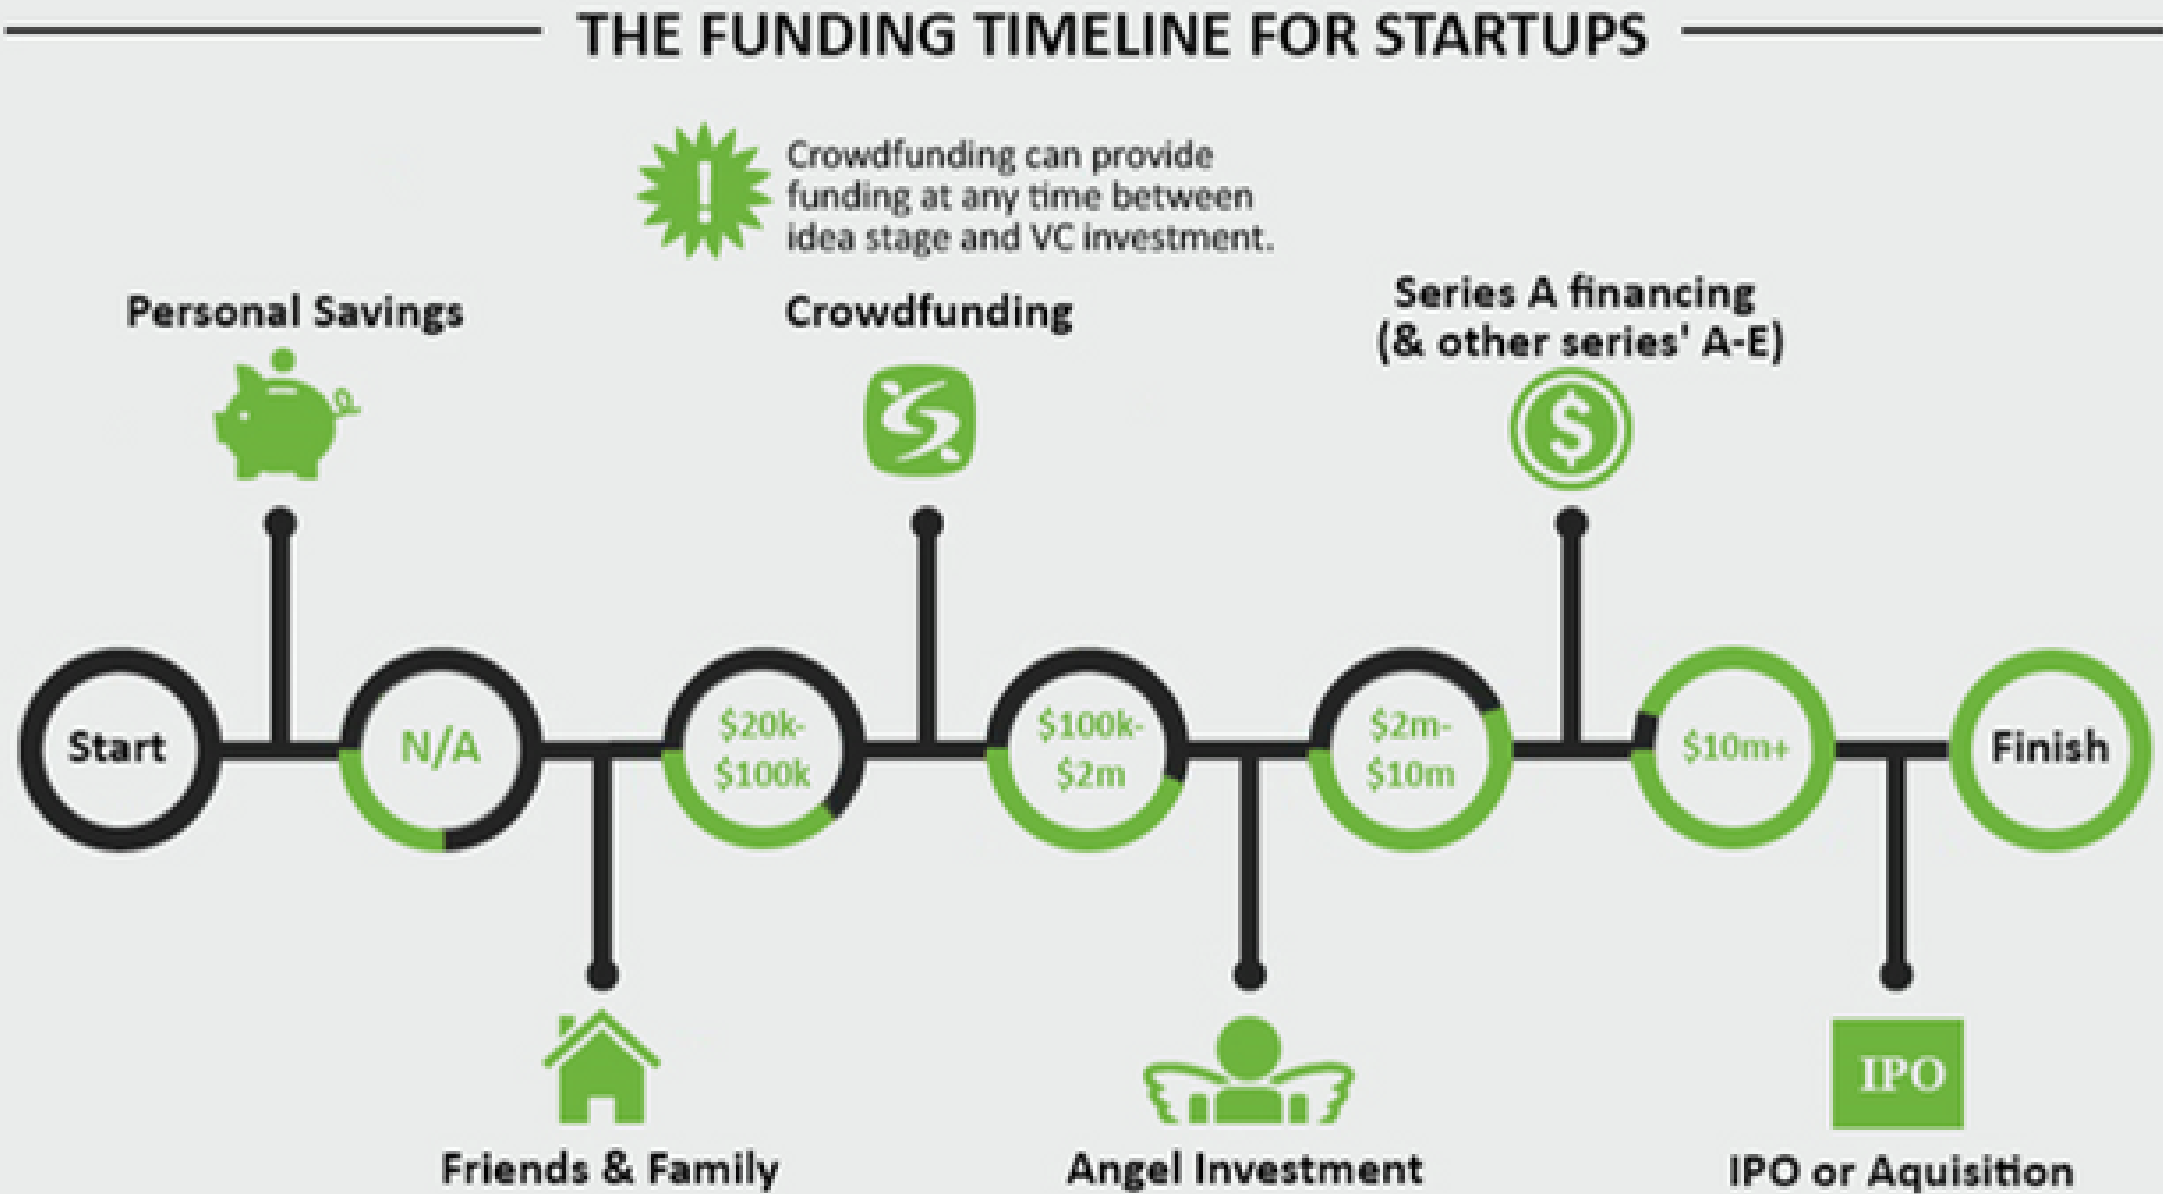 THE FUNDING TIMELINE FOR STARTUPS
!
Crowdfunding can provide
funding at any time between
idea stage and VC investment.
Personal Savings
Crowdfunding
Series A financing
(& other series' A-E)
$
Start
N/A
$20k-
$100k
$100k-
$2m
$2m-
$10m
$10m+
Finish
Friends & Family
Angel Investment
IPO
IPO or Aquisition